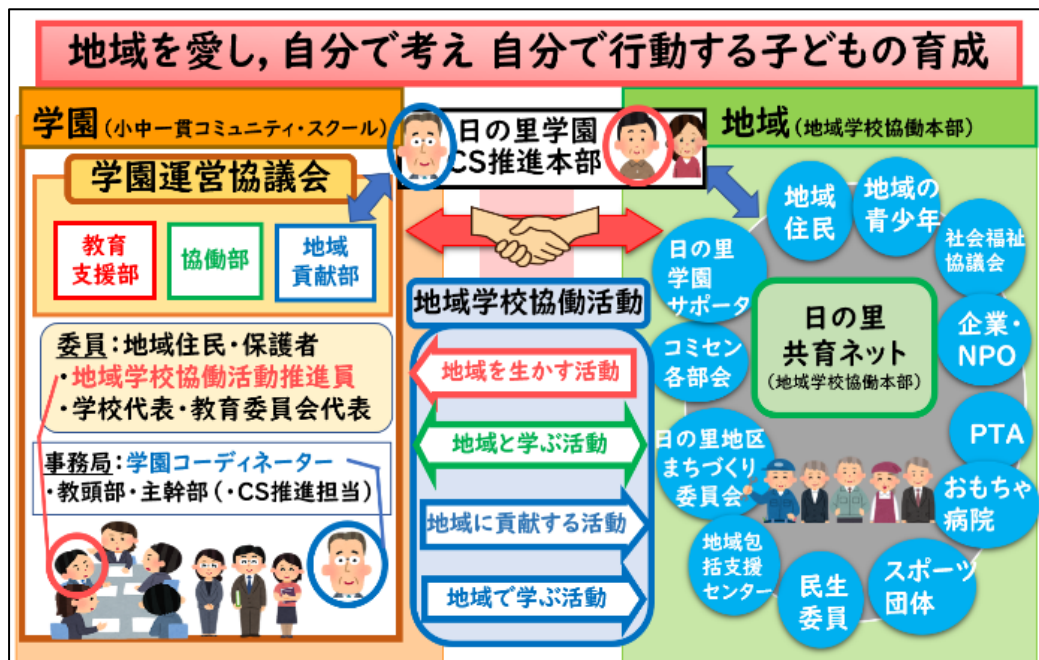 地域を愛し,自分で考え 自分で行動する子どもの育成
学園(小中一貫コミュニティ・スクール)
学園運営協議会
教育
支援部
協働部
地域
貢献部
委員:地域住民・保護者
・地域学校協働活動推進員
・学校代表・教育委員会代表
事務局:学園コーディネーター
・教頭部・主幹部(・CS推進担当)
日の里学園
CS推進本部
地域学校協働活動
地域を生かす活動
地域と学ぶ活動
地域に貢献する活動
地域で学ぶ活動
地域(地域学校協働本部)
地域
住民
地域の
青少年
社会福祉
協議会
企業・
NPO
PTA
おもちゃ
病院
スポーツ
団体
民生
委員
地域包
括支援
センター
日の里地区
まちづくり
委員会
コミセン
各部会
日の里
学園
サポータ
日の里
共育ネット
(地域学校協働本部)